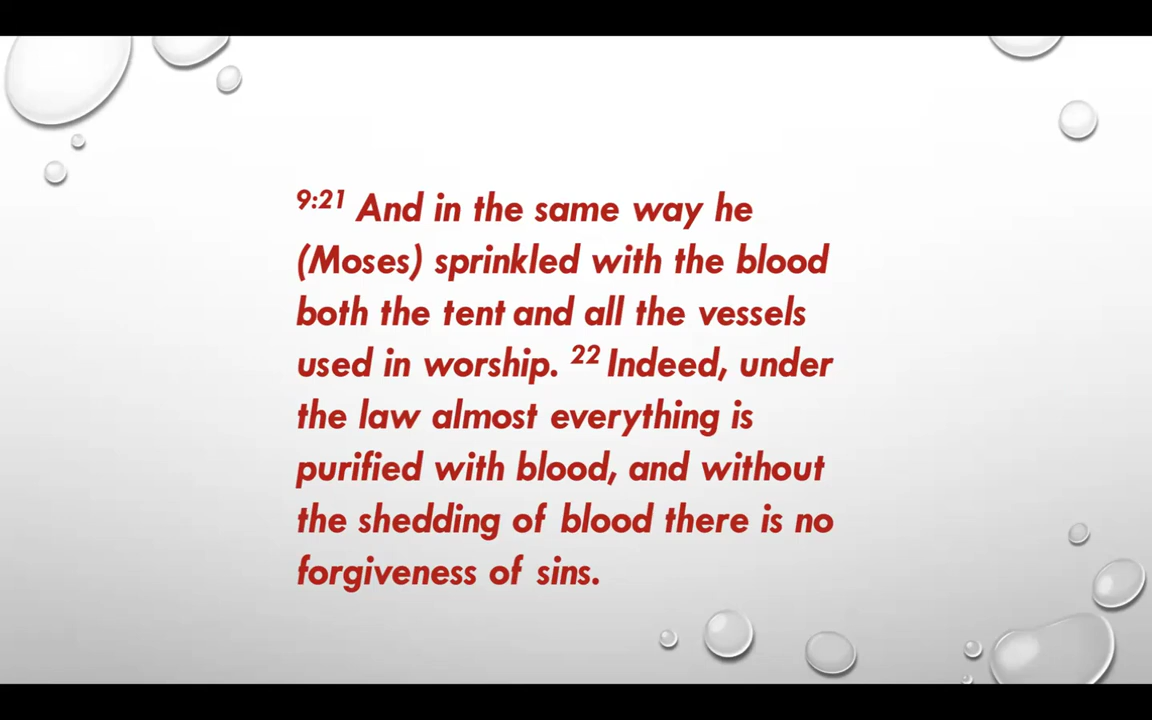 9:21 And in the same way he
(Moses) sprinkled with the blood
both the tent and all the vessels
used in worship. 22 Indeed, under
the law almost everything is
purified with blood, and without
the shedding of blood there is no
forgiveness of sins.